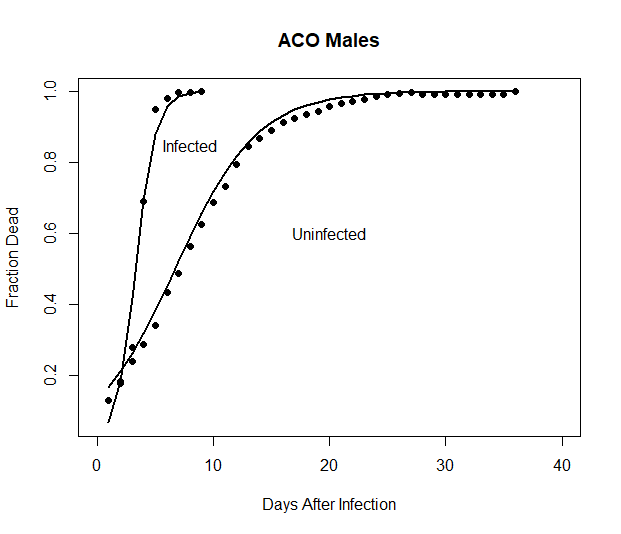 ACO Males
1.0
Infected
0.8
Uninfected
0.6
0.4
0.2
Fraction Dead
0 10 20 30 40
Days After Infection